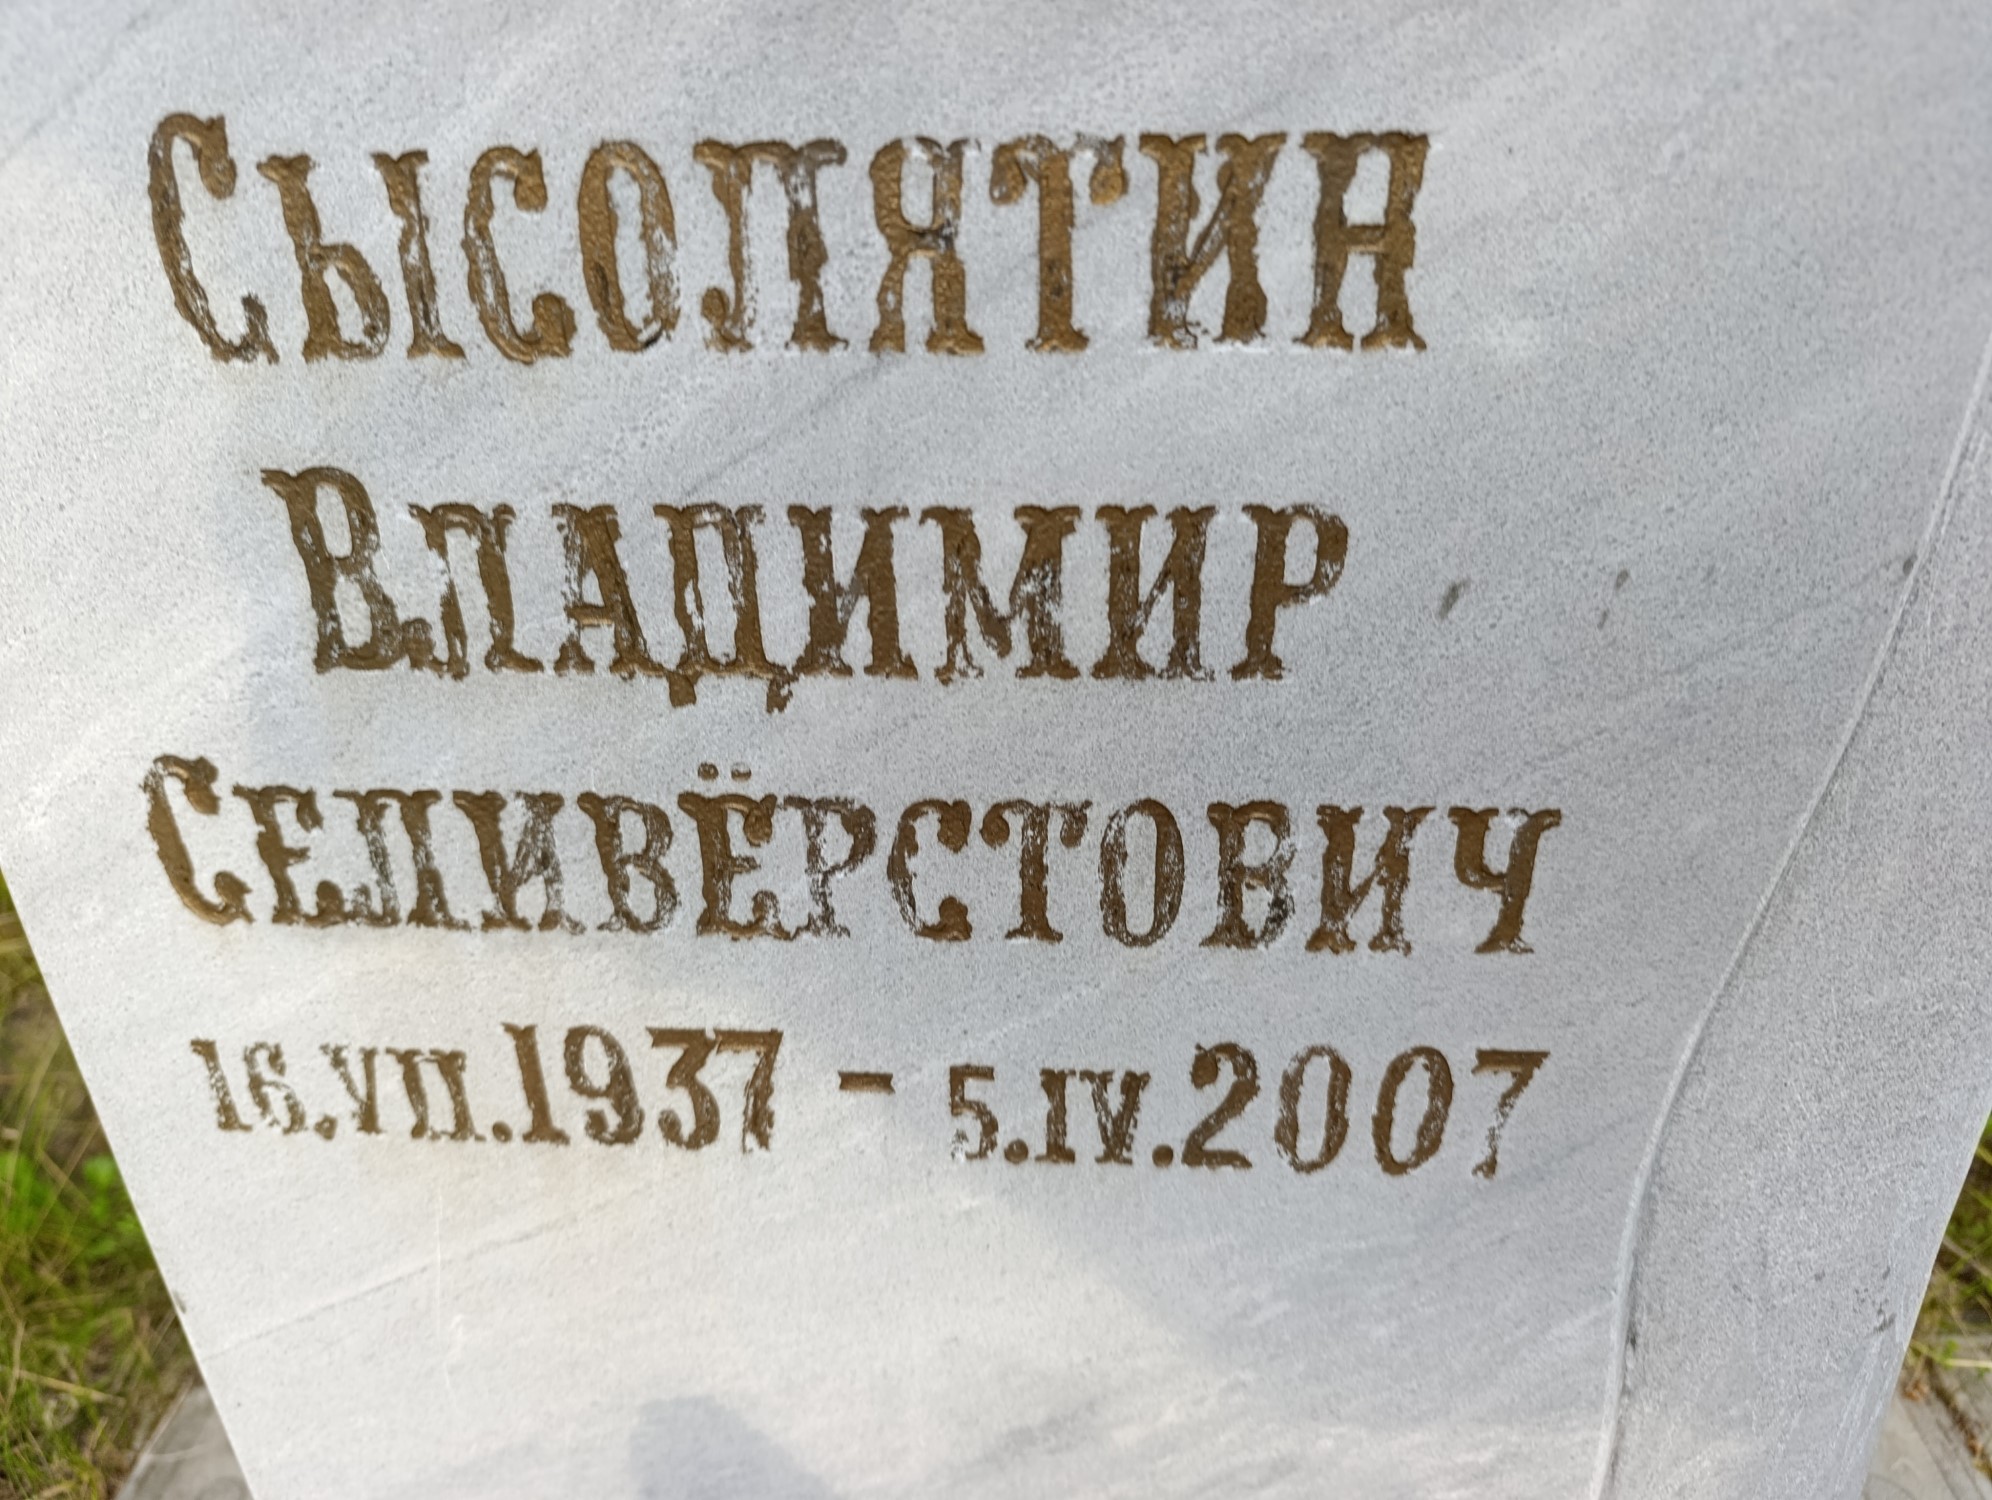 Сысолятин
Владимир
Селивёрстович
16.VII.1937 - 5.IV.2007